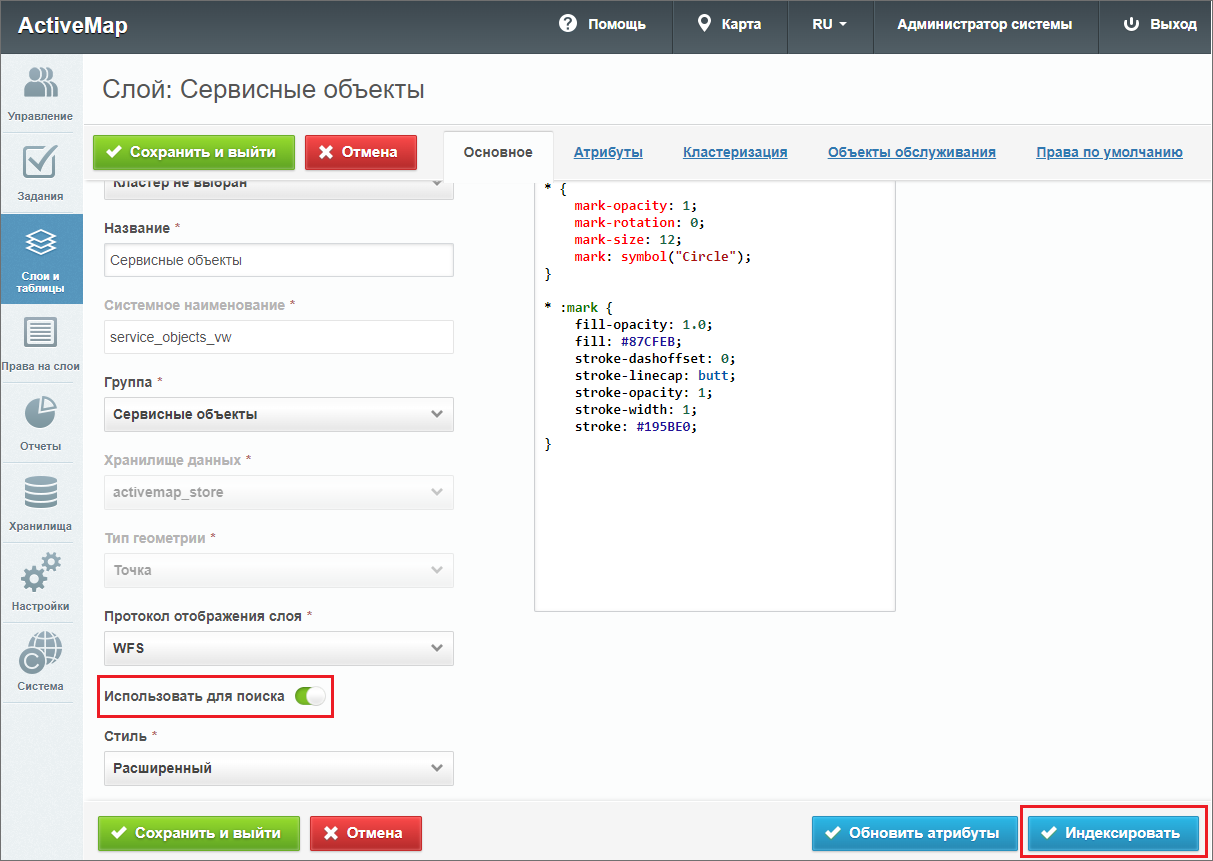 ActiveMap
Помощь
Карта
RU
Администратор системы
Выход
Управление
Задания
Слои и
таблицы
Права на слои
Отчеты
Хранилища
Настройки
Система
Слой: Сервисные объекты
Сохранить и выйти
Отмена
Основное
Атрибуты
Кластеризация
Объекты обслуживания
Права по умолчанию
Кластер не выбран
Название *
Сервисные объекты
Системное наименование *
service_objects_vw
Группа *
Сервисные объекты
Хранилище данных *
activemap_store
Тип геометрии *
Точка
Протокол отображения слоя *
WFS
Использовать для поиска
Стиль *
Расширенный
* {
mark-opacity: 1;
mark-rotation: 0;
mark-size: 12;
mark: symbol("Circle");
}
* :mark {
fill-opacity: 1.0;
fill: #87CFEB;
stroke-dashoffset: 0;
stroke-linecap: butt;
stroke-opacity: 1;
stroke-width: 1;
stroke: #195BE0;
}
Сохранить и выйти
Отмена
Обновить атрибуты
Индексировать